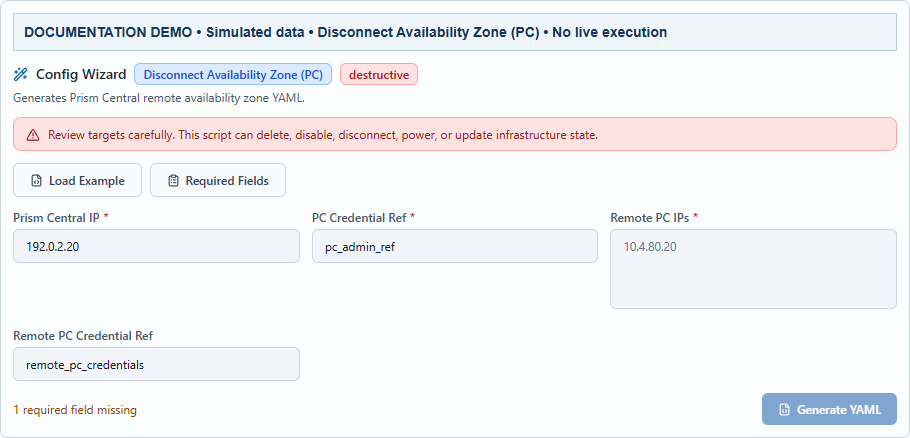 DOCUMENTATION DEMO • Simulated data • Disconnect Availability Zone (PC) • No live execution
Config Wizard Disconnect Availability Zone (PC) destructive
Generates Prism Central remote availability zone YAML.
Review targets carefully. This script can delete, disable, disconnect, power, or update infrastructure state.
Load Example Required Fields
Prism Central IP * PC Credential Ref * Remote PC IPs *
192.0.2.20 pc_admin_ref 10.4.80.20
Remote PC Credential Ref
remote_pc_credentials
1 required field missing Generate YAML